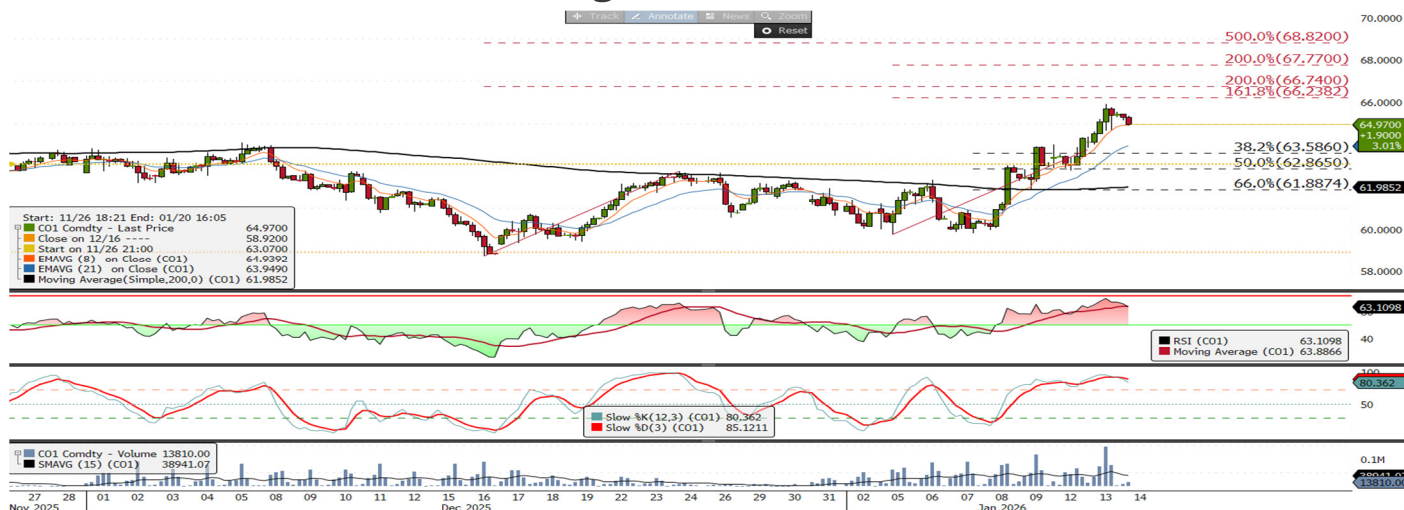 Track Annotate News Zoom
Reset
70.0000
500.0%(68.8200)
68.0000
200.0%(67.7700)
200.0%(66.7400)
161.8%(66.2382)
66.0000
64.9700
+1.9000
3.01%
38.2%(63.5860)
50.0%(62.8650)
66.0%(61.8874)
61.9852
60.0000
58.0000
Start: 11/26 18:21 End: 01/20 16:05
CO1 Comdty - Last Price 64.9700
Close on 12/16 ---- 58.9200
Start on 11/26 21:00 63.0700
EMAVG (8) on Close (CO1) 64.9392
EMAVG (21) on Close (CO1) 63.9490
Moving Average(Simple,200,0) (CO1) 61.9852
63.1098
40
RSI (CO1) 63.1098
Moving Average (CO1) 63.8866
100
80.362
50
Slow %K(12,3) (CO1) 80.362
Slow %D(3) (CO1) 85.1211
CO1 Comdty - Volume 13810.00
SMAVG (15) (CO1) 38941.07
0.1M
38941.07
13810.00
27 28 01 02 03 04 05 08 09 10 11 12 15 16 17 18 19 22 23 24 26 29 30 31 02 05 06 07 08 09 12 13 14
Nov 2025 Dec 2025 Jan 2026